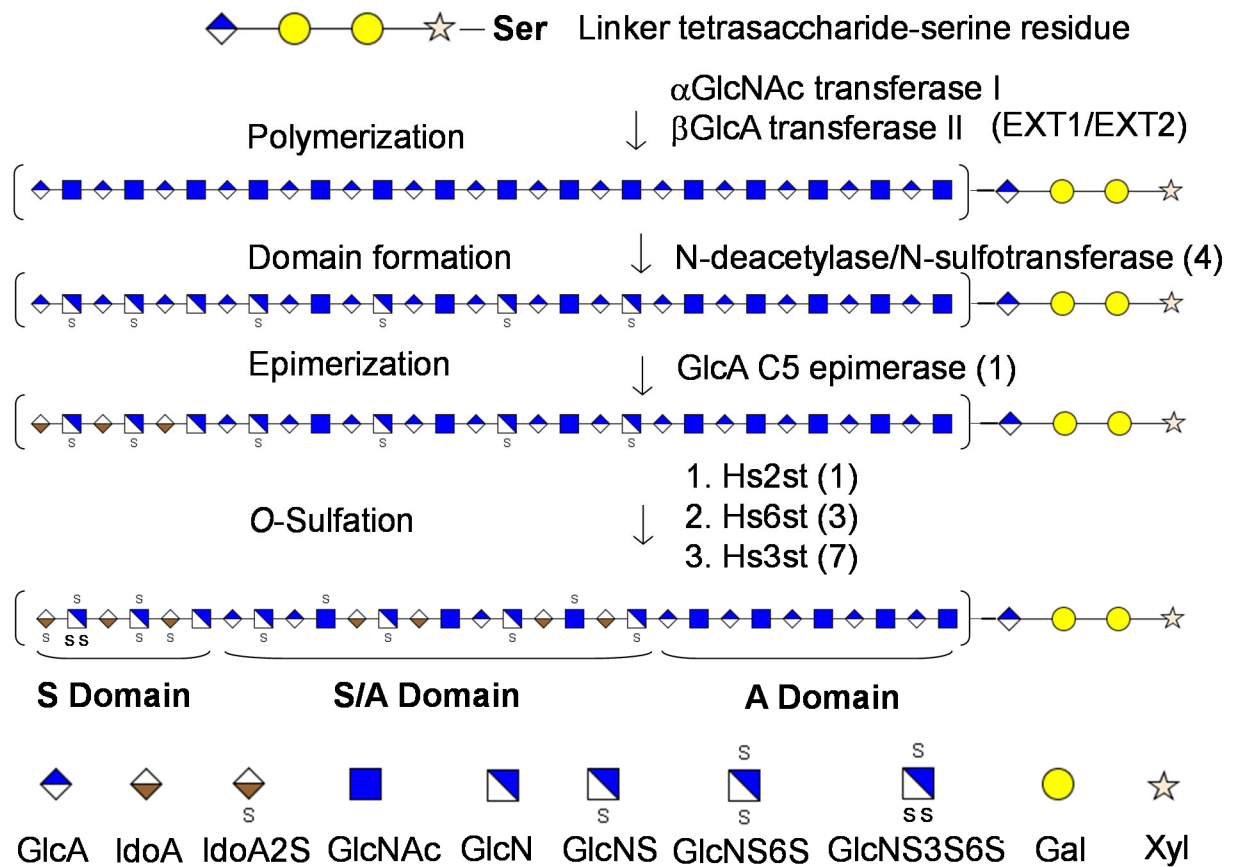 Ser Linker tetrasaccharide-serine residue
αGlcNAc transferase I
Polymerization βGlcA transferase II (EXT1/EXT2)
Domain formation N-deacetylase/N-sulfotransferase (4)
S S S S S S
Epimerization GlcA C5 epimerase (1)
S S S S S S
1. Hs2st (1)
O-Sulfation 2. Hs6st (3)
3. Hs3st (7)
S S S S
S S S S S S S S S
S Domain S/A Domain A Domain
S S
S S S SS
GlcA IdoA IdoA2S GlcNAc GlcN GlcNS GlcNS6S GlcNS3S6S Gal Xyl